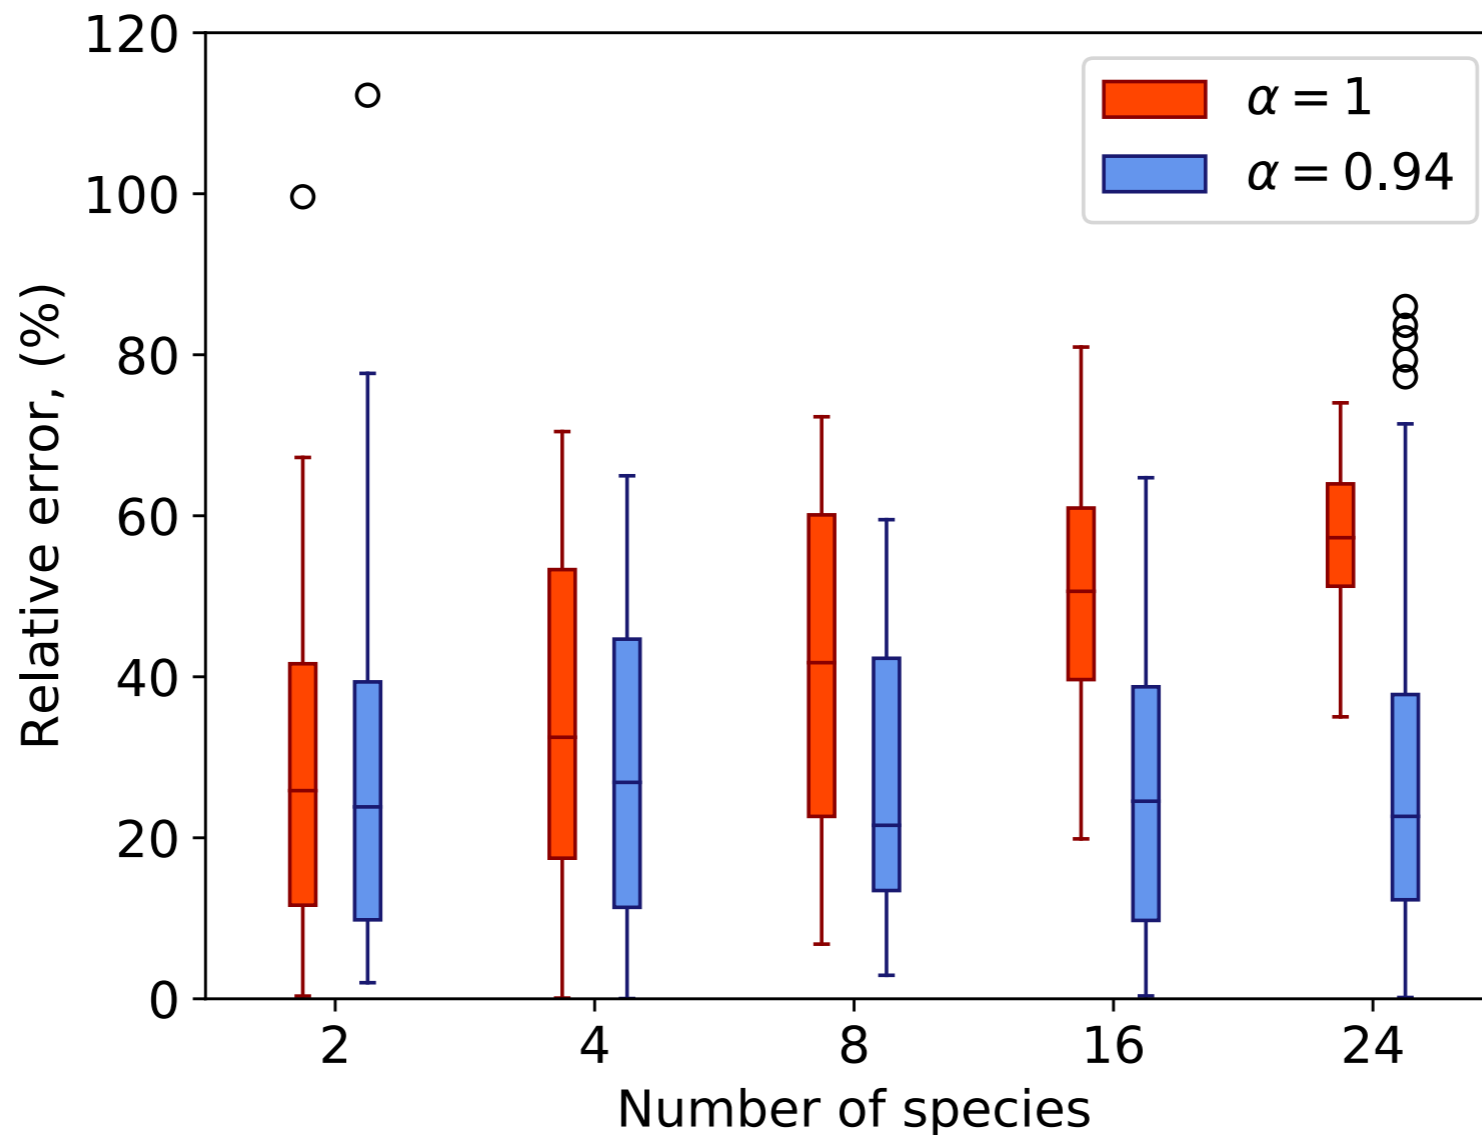 120
100
80
60
40
20
0
Relative error, (%)
α = 1
α = 0.94
2 4 8 16 24
Number of species